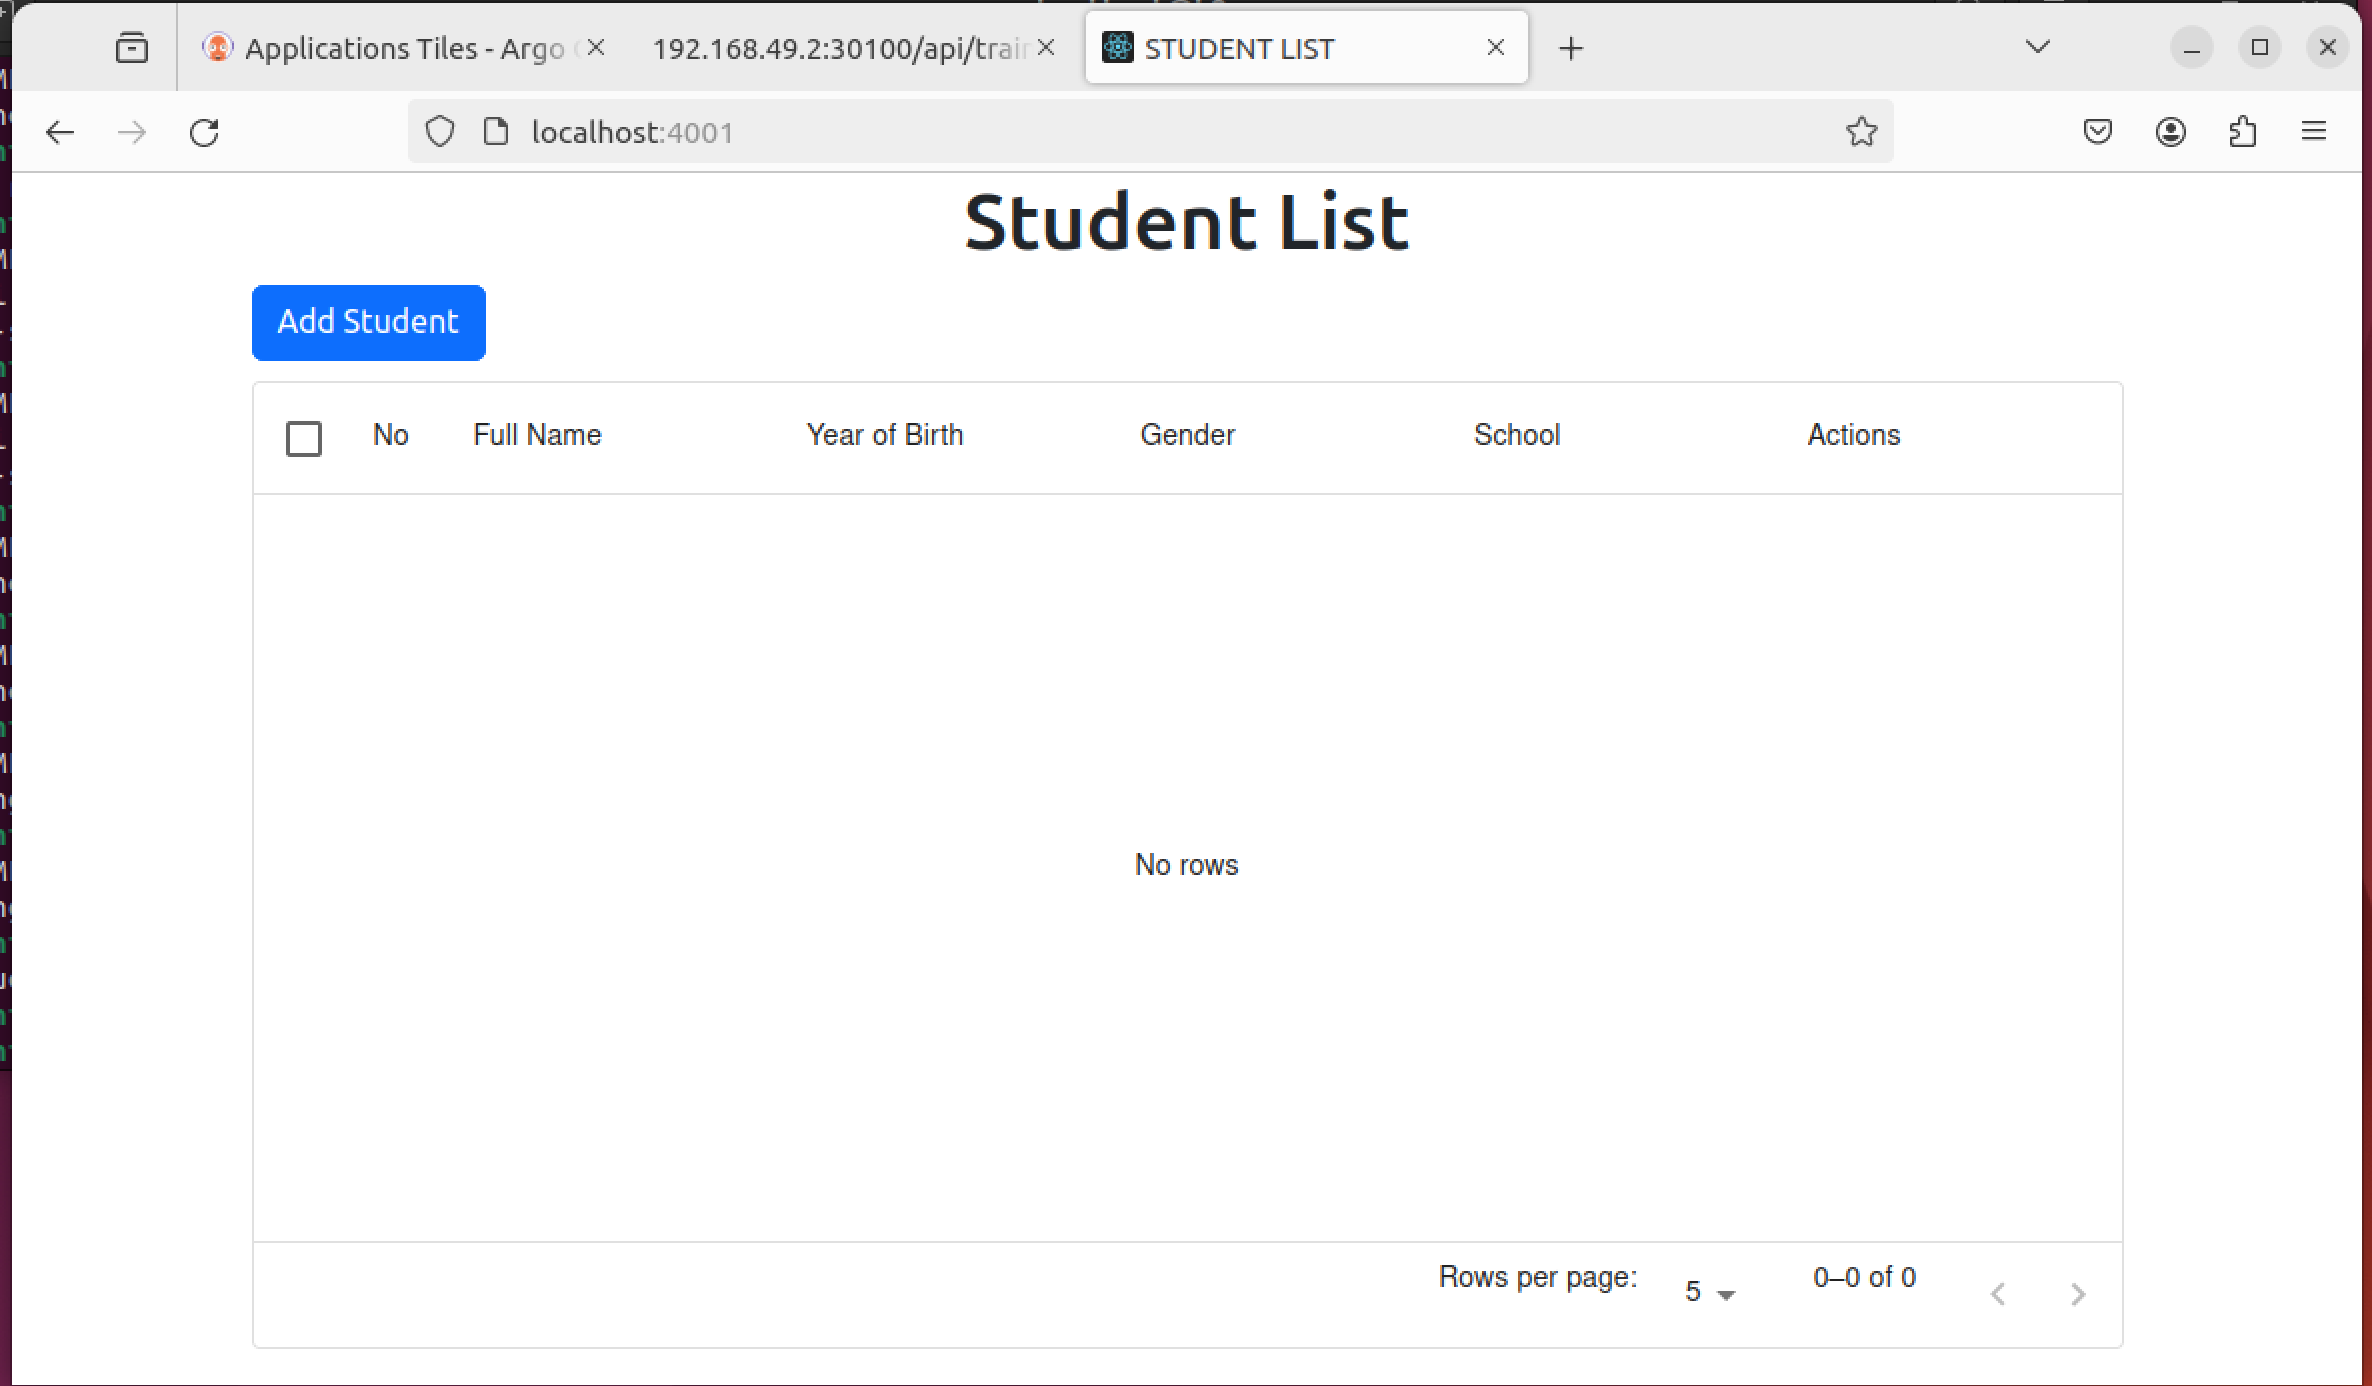 Applications Tiles - Argo
192.168.49.2:30100/api/trair
STUDENT LIST
localhost:4001
Student List
Add Student
No Full Name Year of Birth Gender School Actions
No rows
Rows per page: 5 0–0 of 0